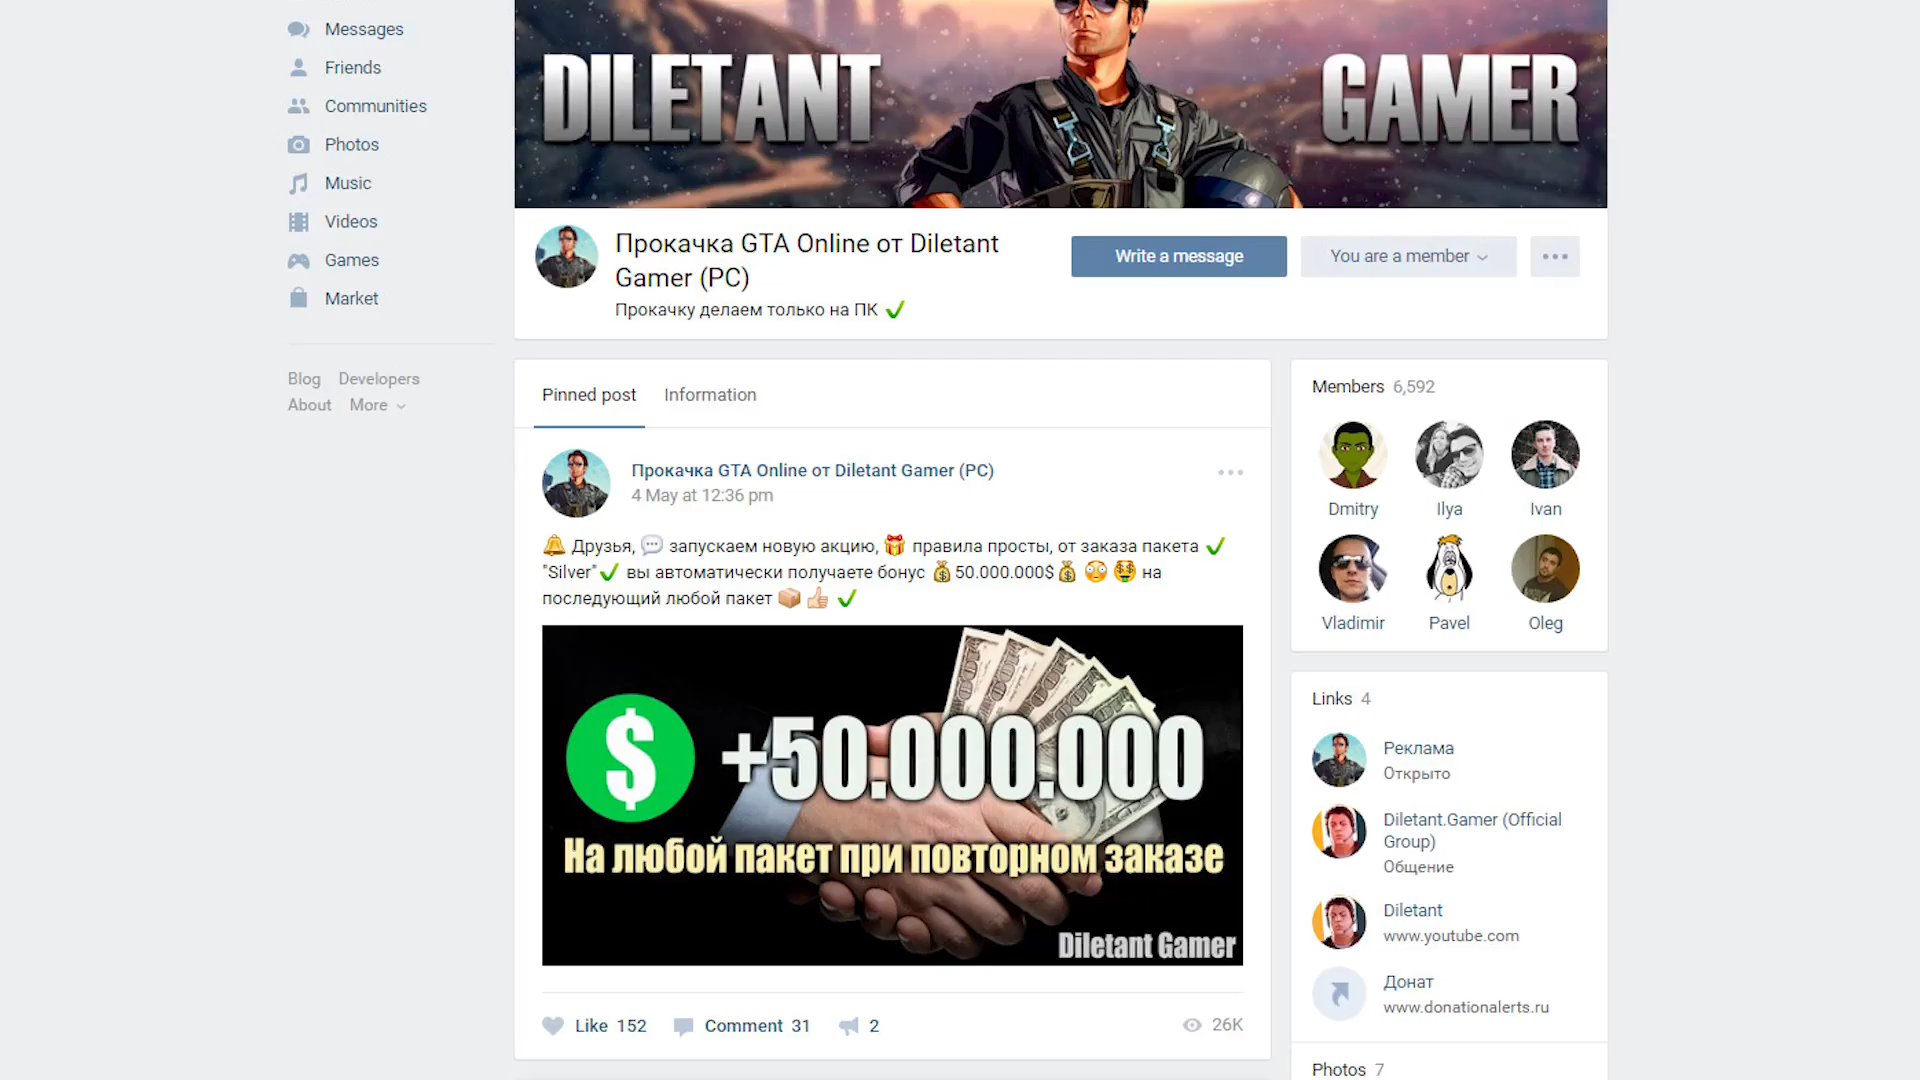 Messages
Friends
Communities
Photos
Music
Videos
Games
Market
Blog Developers
About More
DILETANT GAMER
Прокачка GTA Online от Diletant
Gamer (PC)
Прокачку делаем только на ПК
Write a message
You are a member
Pinned post Information
Прокачка GTA Online от Diletant Gamer (PC)
4 May at 12:36 pm
🔔 Друзья, 💬 запускаем новую акцию, 🎁 правила просты, от заказа пакета ✔
"Silver"✔ вы автоматически получаете бонус 💰50.000.000$💰 😳 🤑 на
последующий любой пакет 📦 👍 ✔
$ +50.000.000
На любой пакет при повторном заказе
Diletant Gamer
Like 152 Comment 31 2 26K
Members 6,592
Dmitry Ilya Ivan
Vladimir Pavel Oleg
Links 4
Реклама
Открыто
Diletant.Gamer (Official
Group)
Общение
Diletant
www.youtube.com
Донат
www.donationalerts.ru
Photos 7